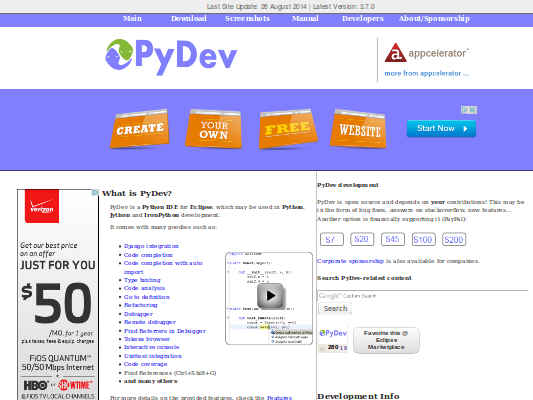 Last Site Update: 26 August 2014 | Latest Version: 3.7.0
Main Download Screenshots Manual Developers About/Sponsorship
PyDev
appcelerator
more from appcelerator ...
CREATE YOUR OWN FREE WEBSITE Start Now
verizon
Get our best price
on an offer
JUST FOR YOU
$50
/MO. for 1 year
plus taxes, fees & equip. charges
FiOS QUANTUM℠
50/50 Mbps Internet
HBO or SHOWTIME
& FiOS TV LOCAL CHANNELS
What is PyDev?
PyDev is a Python IDE for Eclipse, which may be used in Python,
Jython and IronPython development.
It comes with many goodies such as:
Django integration
Code completion
Code completion with auto
import
Type hinting
Code analysis
Go to definition
Refactoring
Debugger
Remote debugger
Find Referrers in Debugger
Tokens browser
Interactive console
Unittest integration
Code coverage
Find References (Ctrl+Shift+G)
and many others:
For more details on the provided features, check the Features
PyDev development
PyDev is open source and depends on your contributions! This may be
in the form of bug fixes, answers on stackoverflow, new features...
Another option is financially supporting it (PayPal):
$7 $20 $45 $100 $200
Corporate sponsorship is also available for companies.
Search PyDev-related content
Google™ Custom Search
Search
@PyDev
280
Favorite this @
Eclipse
Marketplace
Development Info